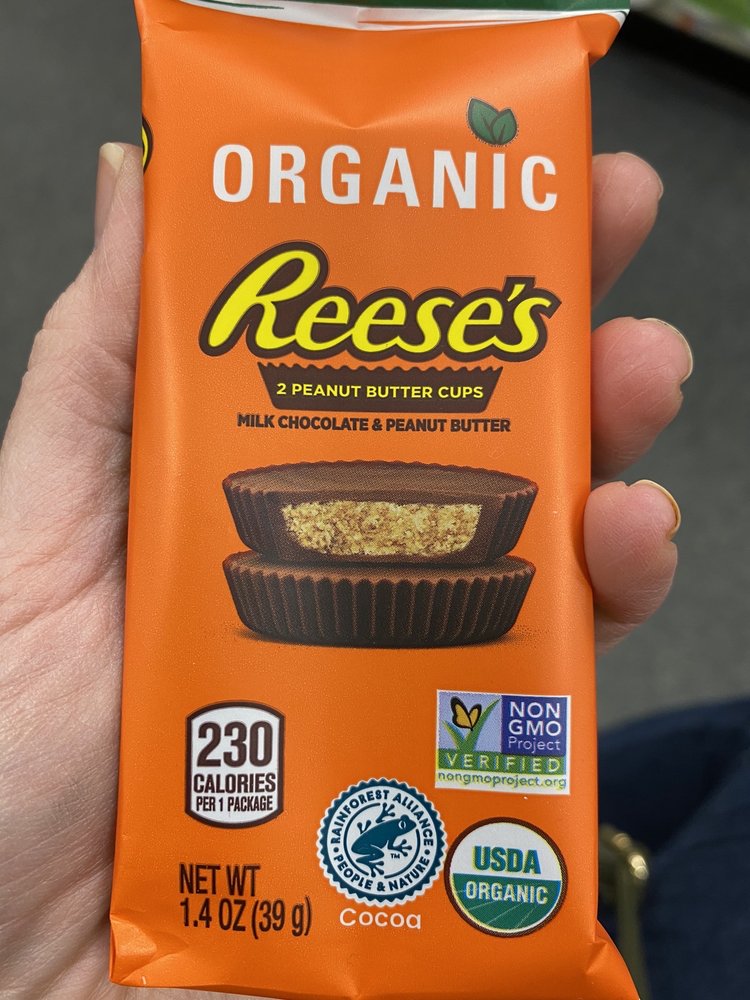 ORGANIC
Reese's
2 PEANUT BUTTER CUPS
MILK CHOCOLATE & PEANUT BUTTER
230
CALORIES
PER 1 PACKAGE
NON
GMO
Project
VERIFIED
nongmoproject.org
RAINFOREST ALLIANCE
PEOPLE & NATURE
TM
Cocoa
USDA
ORGANIC
NET WT
1.4 OZ (39 g)